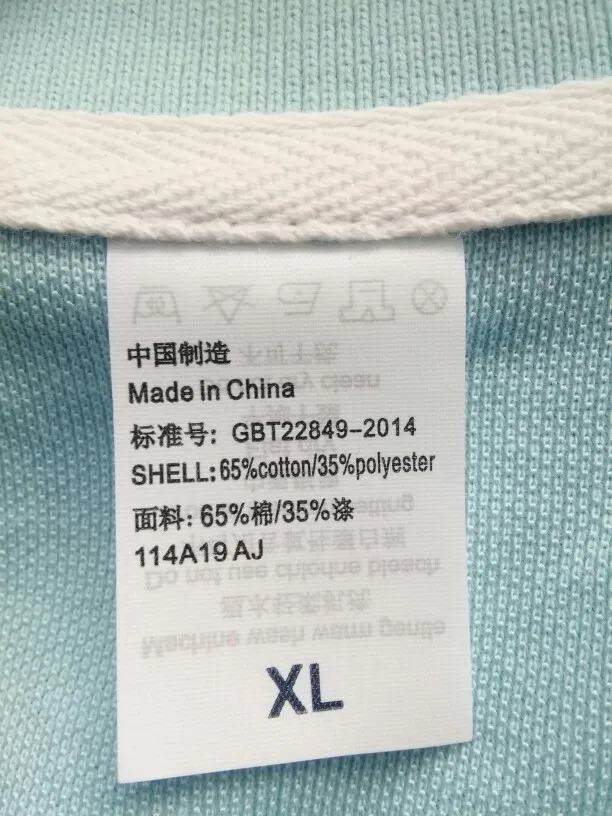 中国制造
Made In China
标准号: GBT22849-2014
SHELL:65%cotton/35%polyester
面料: 65%棉/35%涤
114A19 AJ
XL